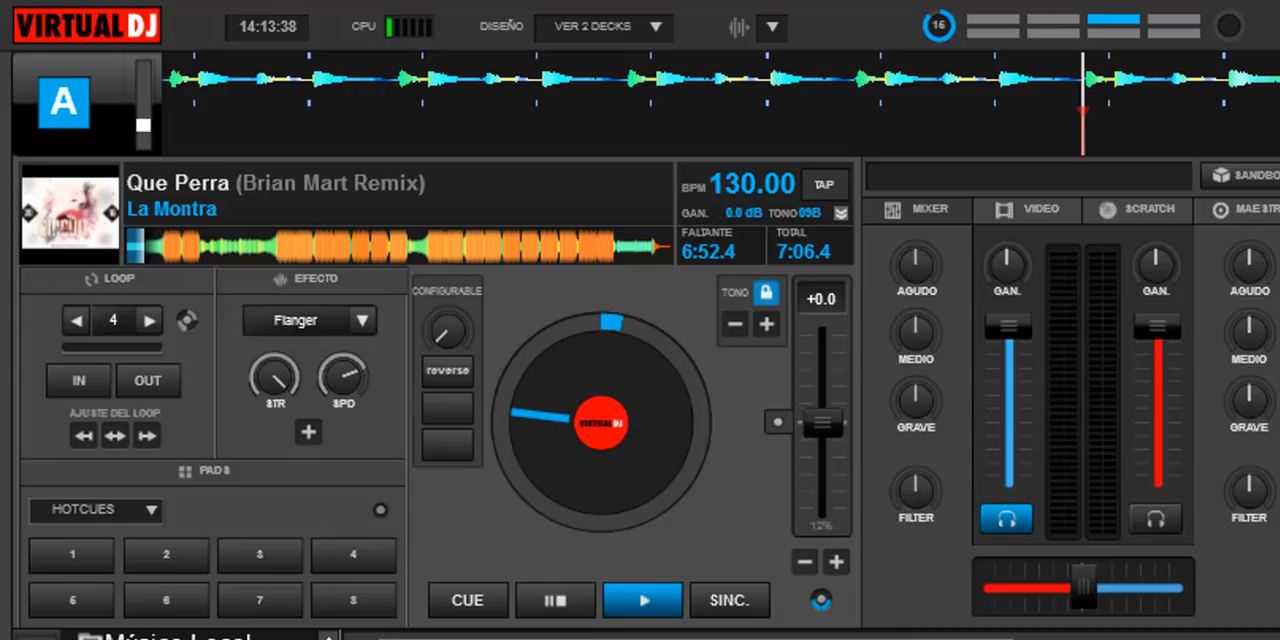 VIRTUAL DJ
14:13:38
CPU
DISEÑO
VER 2 DECKS
16
A
Que Perra (Brian Mart Remix)
La Montra
BPM 130.00 TAP
GAN. 0.0 dB TONO 09B
FALTANTE
TOTAL
6:52.4
7:06.4
MIXER
VIDEO
SCRATCH
LOOP
EFECTO
4
Flanger
STR
SPD
IN
OUT
AJUSTE DEL LOOP
PADS
HOTCUES
1
2
3
4
5
6
7
8
CONFIGURABLE
reverse
VIRTUAL DJ
TONO
+0.0
12%
CUE
SINC.
AGUDO
MEDIO
GRAVE
FILTER
GAN.
GAN.
AGUDO
MEDIO
GRAVE
FILTER
Música Local